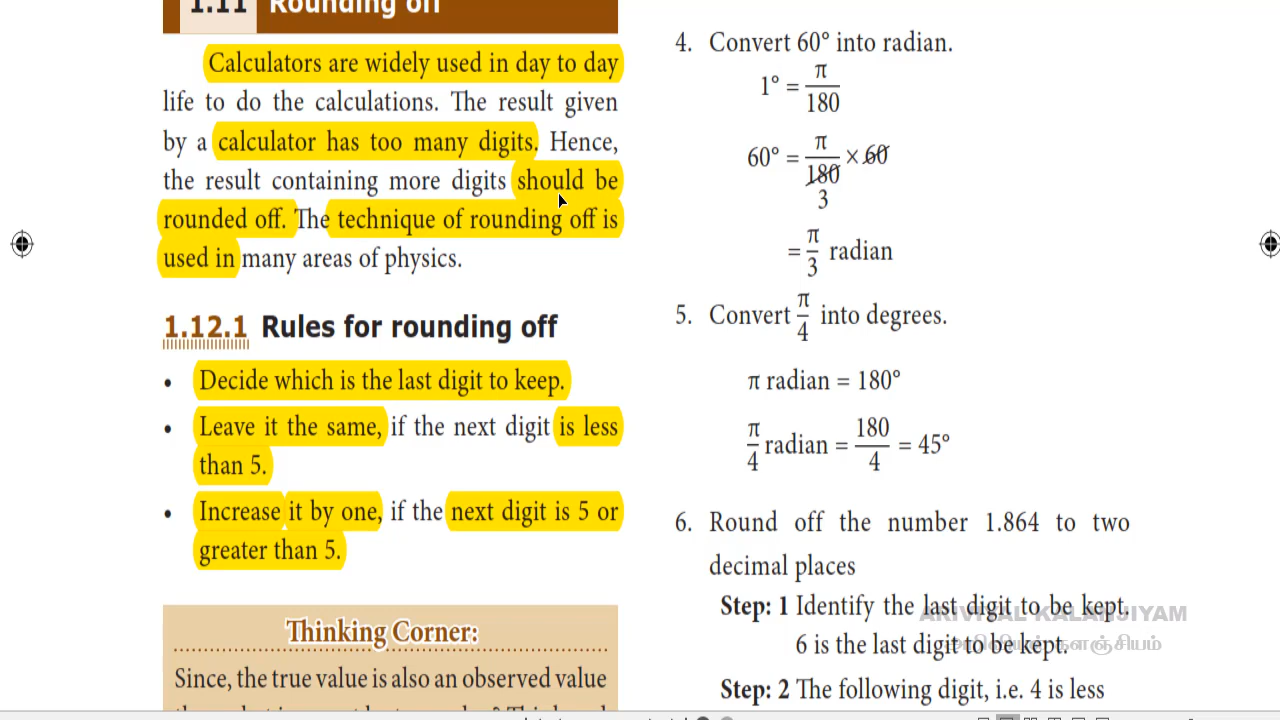 1.11 Rounding off
Calculators are widely used in day to day
life to do the calculations. The result given
by a calculator has too many digits. Hence,
the result containing more digits should be
rounded off. The technique of rounding off is
used in many areas of physics.
1.12.1 Rules for rounding off
• Decide which is the last digit to keep.
• Leave it the same, if the next digit is less
than 5.
• Increase it by one, if the next digit is 5 or
greater than 5.
Thinking Corner:
Since, the true value is also an observed value
4. Convert 60° into radian.
1° = π/180
60° = π/180 × 60
3
= π/3 radian
5. Convert π/4 into degrees.
π radian = 180°
π/4 radian = 180/4 = 45°
6. Round off the number 1.864 to two
decimal places
Step: 1 Identify the last digit to be kept.
6 is the last digit to be kept.
Step: 2 The following digit, i.e. 4 is less
ARIVIYAL KALANJIYAM
அறிவியல் களஞ்சியம்